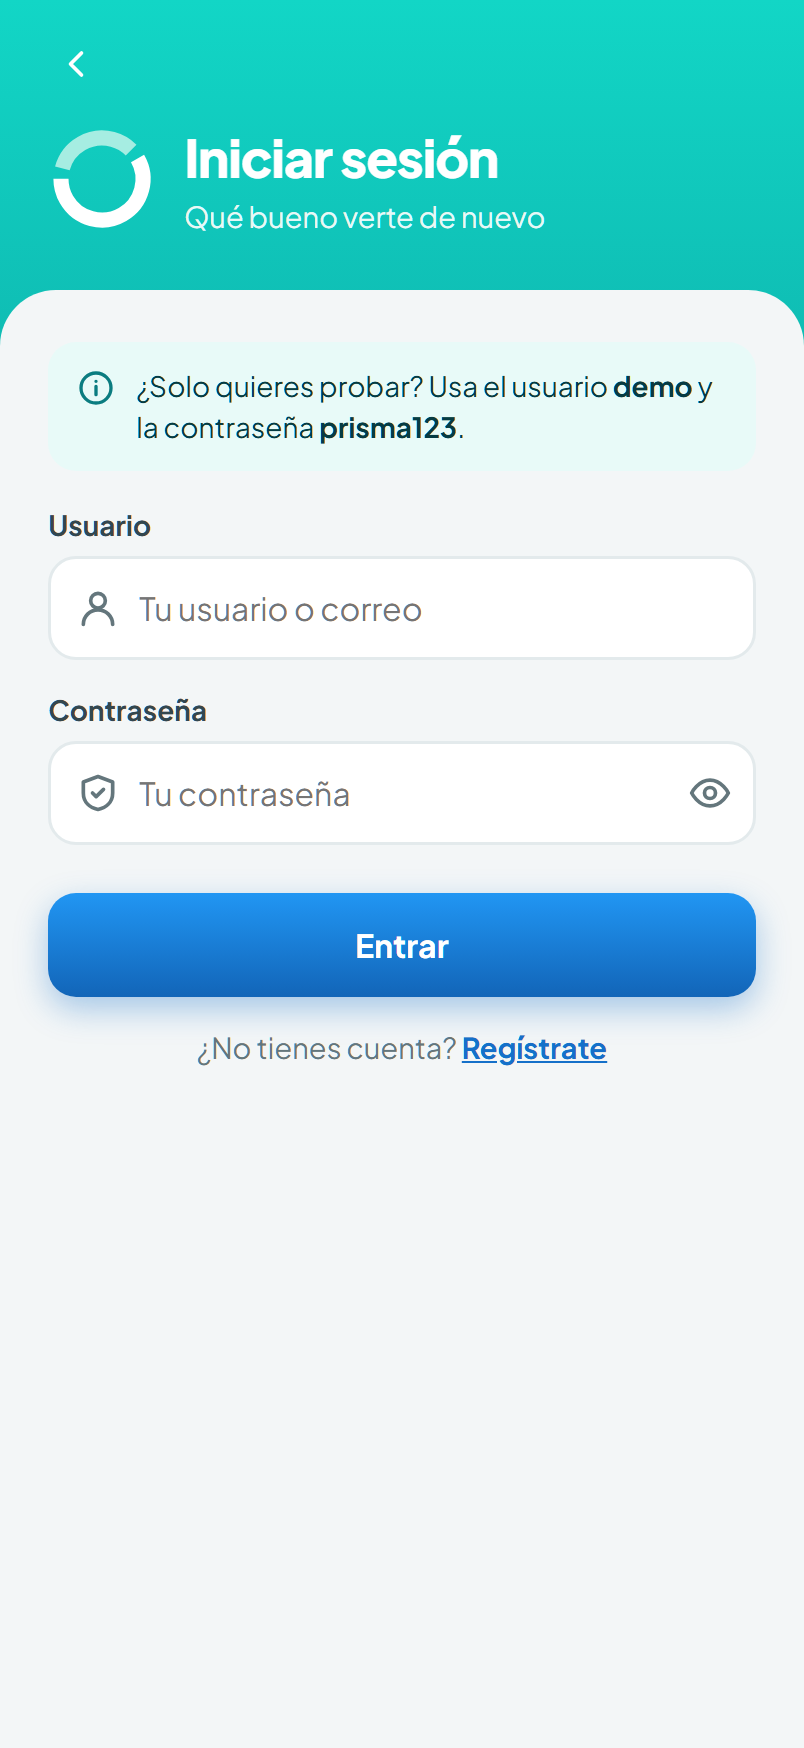 Iniciar sesión
Qué bueno verte de nuevo
¿Solo quieres probar? Usa el usuario demo y
la contraseña prisma123.
Usuario
Tu usuario o correo
Contraseña
Tu contraseña
Entrar
¿No tienes cuenta? Regístrate